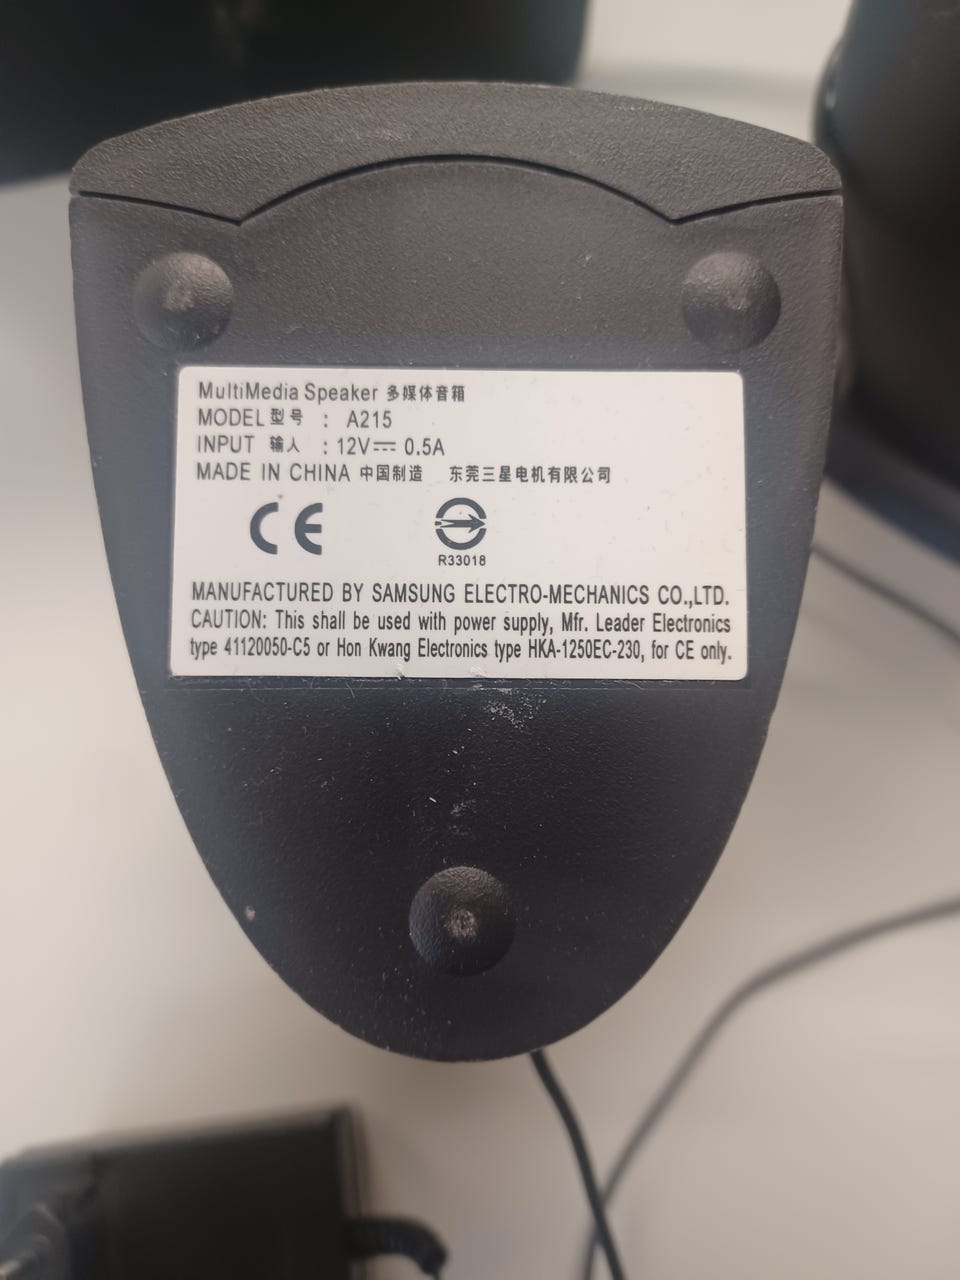 MultiMedia Speaker 多媒体音箱
MODEL 型号 : A215
INPUT 输入 : 12V⎓ 0.5A
MADE IN CHINA 中国制造 东莞三星电机有限公司
CE
R33018
MANUFACTURED BY SAMSUNG ELECTRO-MECHANICS CO.,LTD.
CAUTION: This shall be used with power supply, Mfr. Leader Electronics
type 41120050-C5 or Hon Kwang Electronics type HKA-1250EC-230, for CE only.